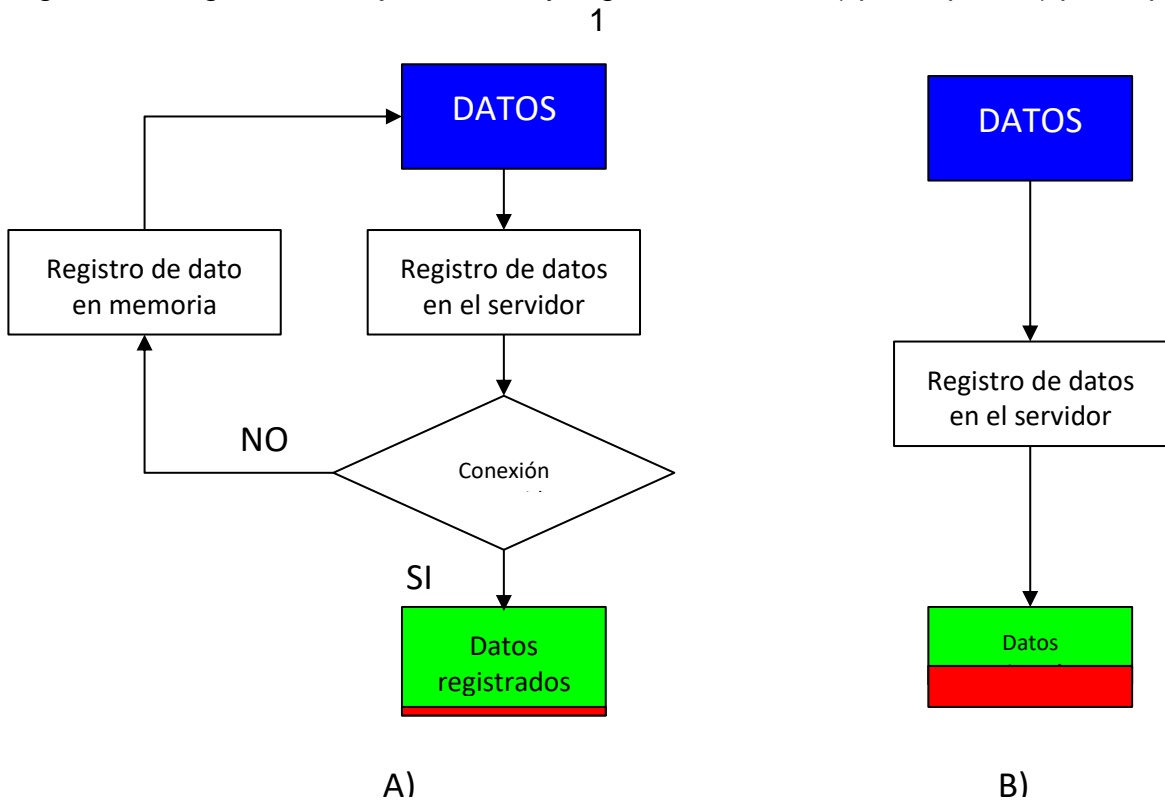 1
DATOS
Registro de dato
en memoria
Registro de datos
en el servidor
NO
Conexión
SI
Datos
registrados
A)
DATOS
Registro de datos
en el servidor
Datos
B)